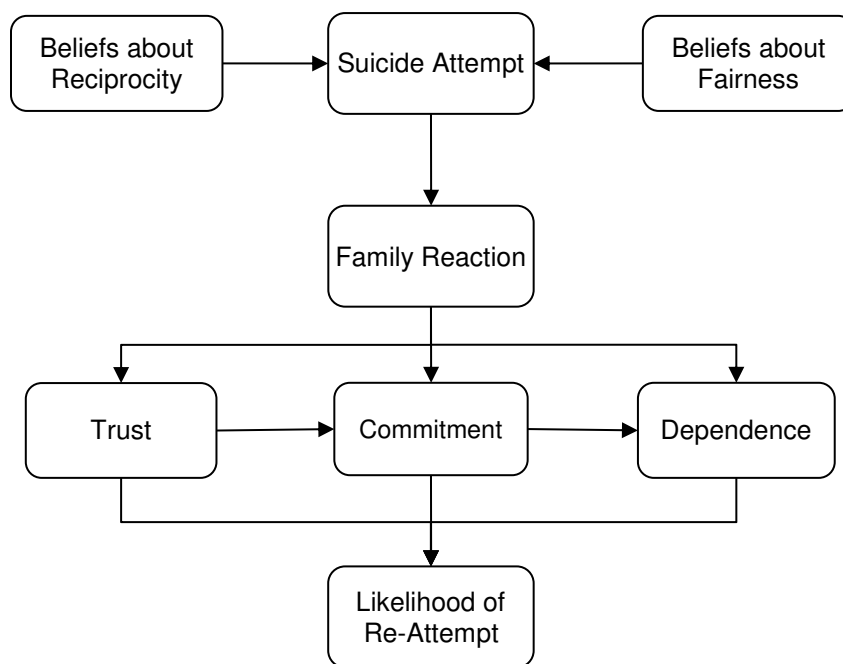 Beliefs about
Reciprocity
Suicide Attempt
Beliefs about
Fairness
Family Reaction
Trust
Commitment
Dependence
Likelihood of
Re-Attempt